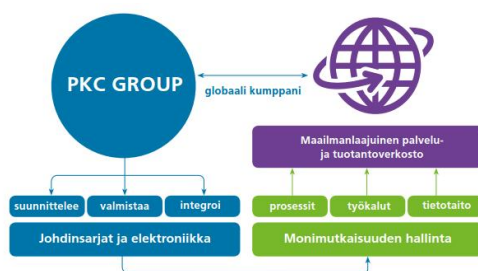 PKC GROUP
globaali kumppani
Maailmanlaajuinen palvelu-
ja tuotantoverkosto
suunnittelee valmistaa integroi
prosessit työkalut tietotaito
Johdinsarjat ja elektroniikka
Monimutkaisuuden hallinta